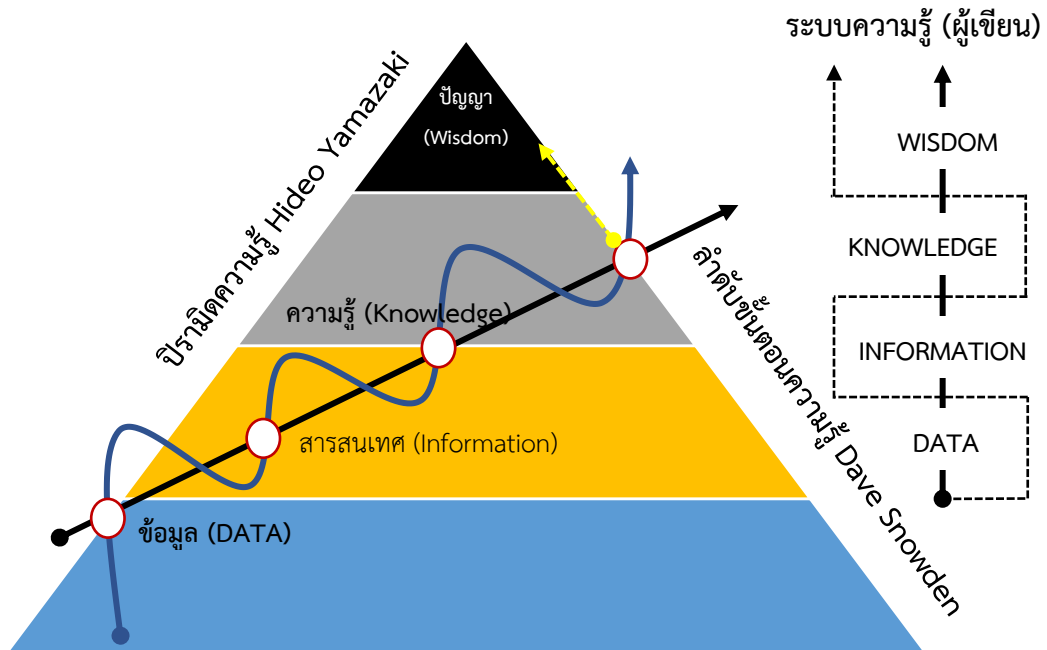 ระบบความรู้ (ผู้เขียน)
ปิรามิดความรู้ Hideo Yamazaki
ปัญญา
(Wisdom)
ความรู้ (Knowledge)
สารสนเทศ (Information)
ข้อมูล (DATA)
ลำดับขั้นตอนความรู้ Dave Snowden
WISDOM
KNOWLEDGE
INFORMATION
DATA